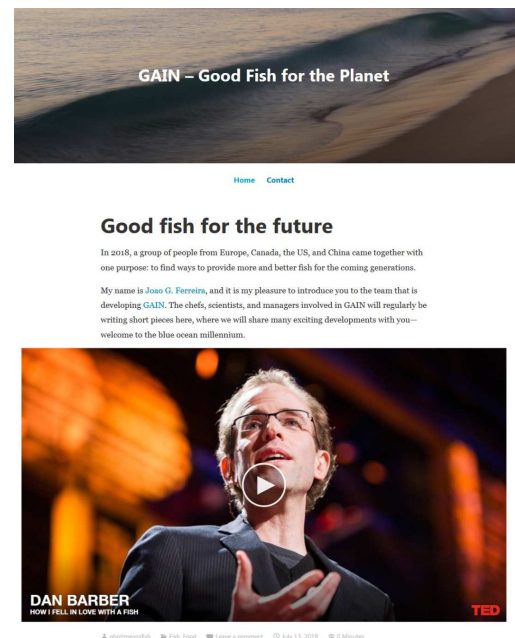 GAIN – Good Fish for the Planet
Home Contact
Good fish for the future
In 2018, a group of people from Europe, Canada, the US, and China came together with
one purpose: to find ways to provide more and better fish for the coming generations.
My name is Joao G. Ferreira, and it is my pleasure to introduce you to the team that is
developing GAIN. The chefs, scientists, and managers involved in GAIN will regularly be
writing short pieces here, where we will share many exciting developments with you—
welcome to the blue ocean millennium.
DAN BARBER
HOW I FELL IN LOVE WITH A FISH
TED
Fish, Food Leave a comment July 13, 2018 0 Minutes